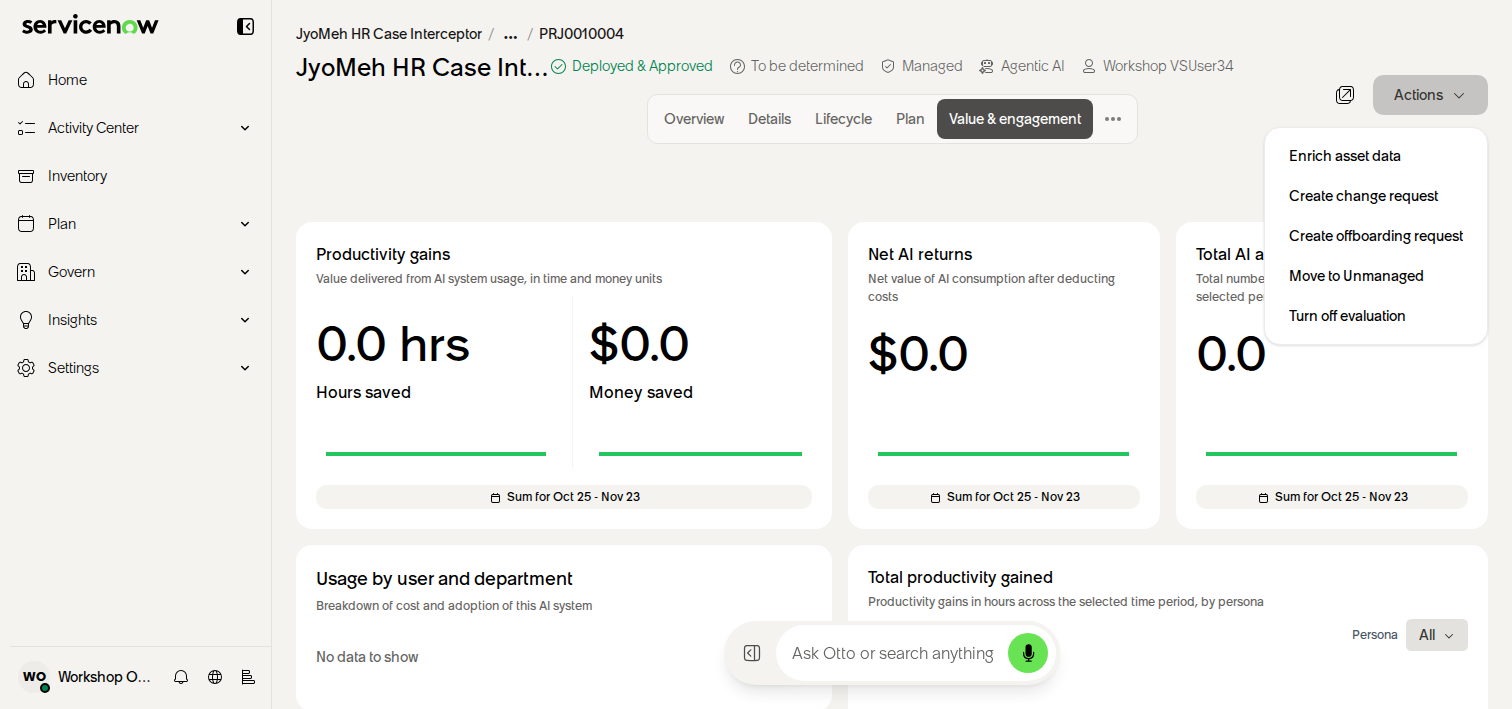 servicenow
Home
Activity Center
Inventory
Plan
Govern
Insights
Settings
WO
Workshop O...
JyoMeh HR Case Interceptor / ... / PRJ0010004
JyoMeh HR Case Int...
Deployed & Approved
To be determined
Managed
Agentic AI
Workshop VSUser34
Actions
Overview
Details
Lifecycle
Plan
Value & engagement
Enrich asset data
Create change request
Create offboarding request
Move to Unmanaged
Turn off evaluation
Productivity gains
Value delivered from AI system usage, in time and money units
0.0 hrs
Hours saved
$0.0
Money saved
Sum for Oct 25 - Nov 23
Net AI returns
Net value of AI consumption after deducting
costs
$0.0
Sum for Oct 25 - Nov 23
Total AI a
Total numbe
selected pe
0.0
Sum for Oct 25 - Nov 23
Usage by user and department
Breakdown of cost and adoption of this AI system
No data to show
Total productivity gained
Productivity gains in hours across the selected time period, by persona
Persona
All
Ask Otto or search anything